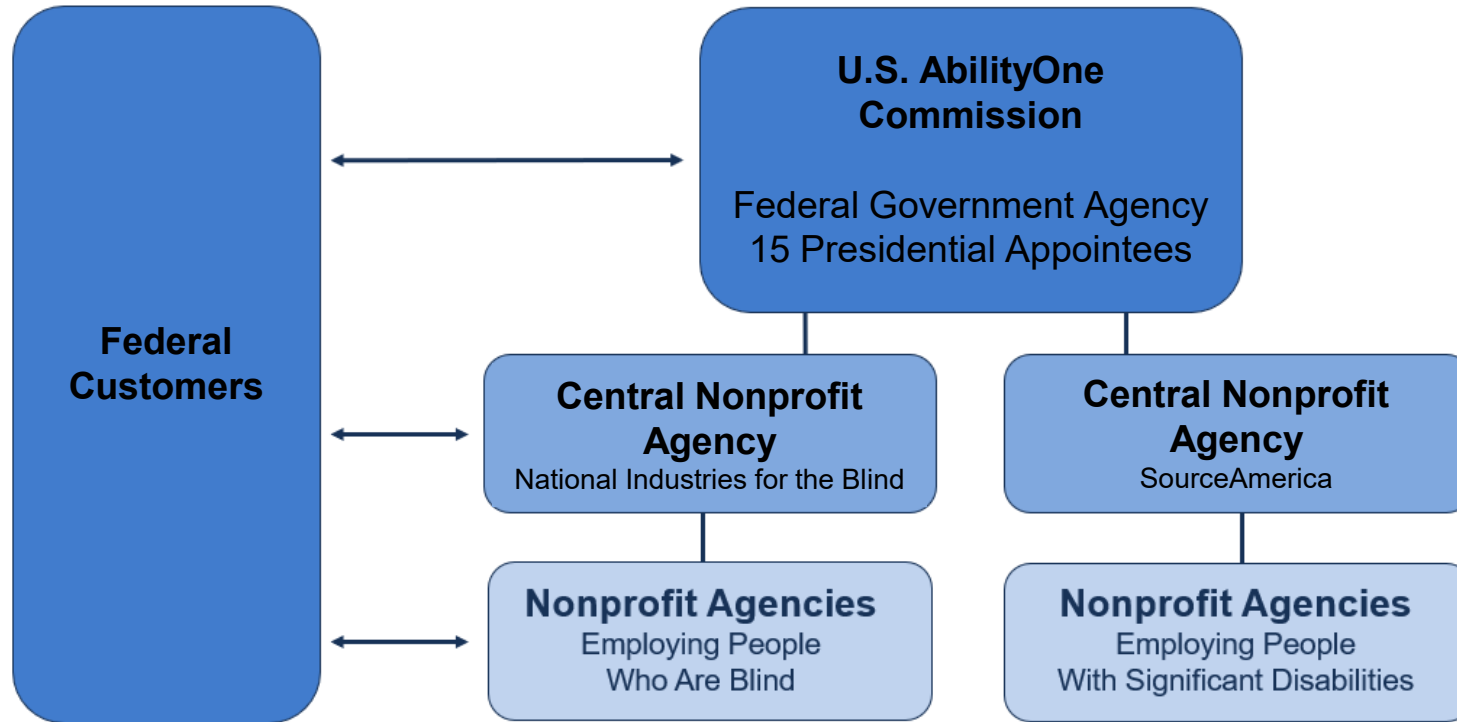 Federal
Customers
U.S. AbilityOne
Commission
Federal Government Agency
15 Presidential Appointees
Central Nonprofit
Agency
National Industries for the Blind
Central Nonprofit
Agency
SourceAmerica
Nonprofit Agencies
Employing People
Who Are Blind
Nonprofit Agencies
Employing People
With Significant Disabilities